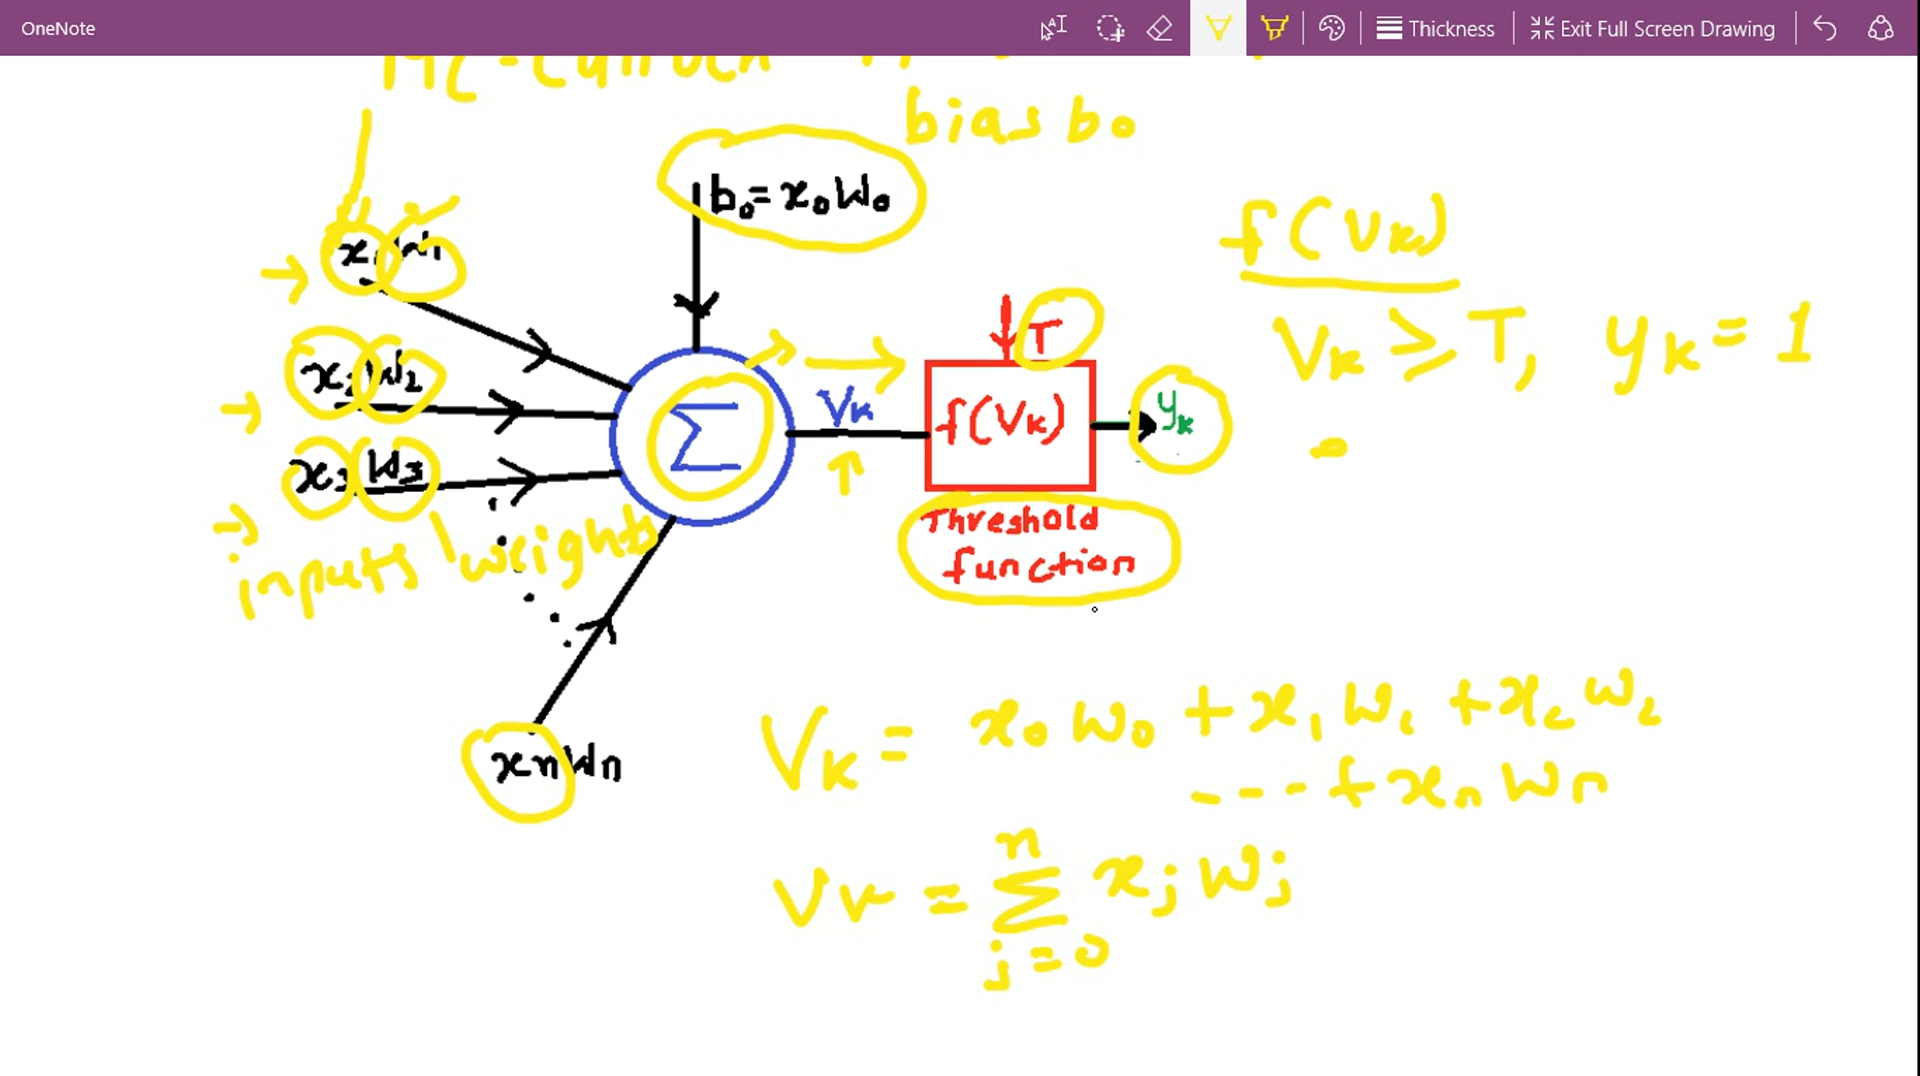 OneNote
Thickness
Exit Full Screen Drawing
bias b0
b0 = x0 W0
x1 W1
x2 W2
x3 W3
inputs weights
xn Wn
Σ
Vk
T
f(Vk)
yk
Threshold
function
f(Vk)
Vk ≥ T, yk = 1
Vk = x0 W0 + x1 W1 + x2 W2
--- + xn Wn
Vk = Σ xj Wj
n
j = 0